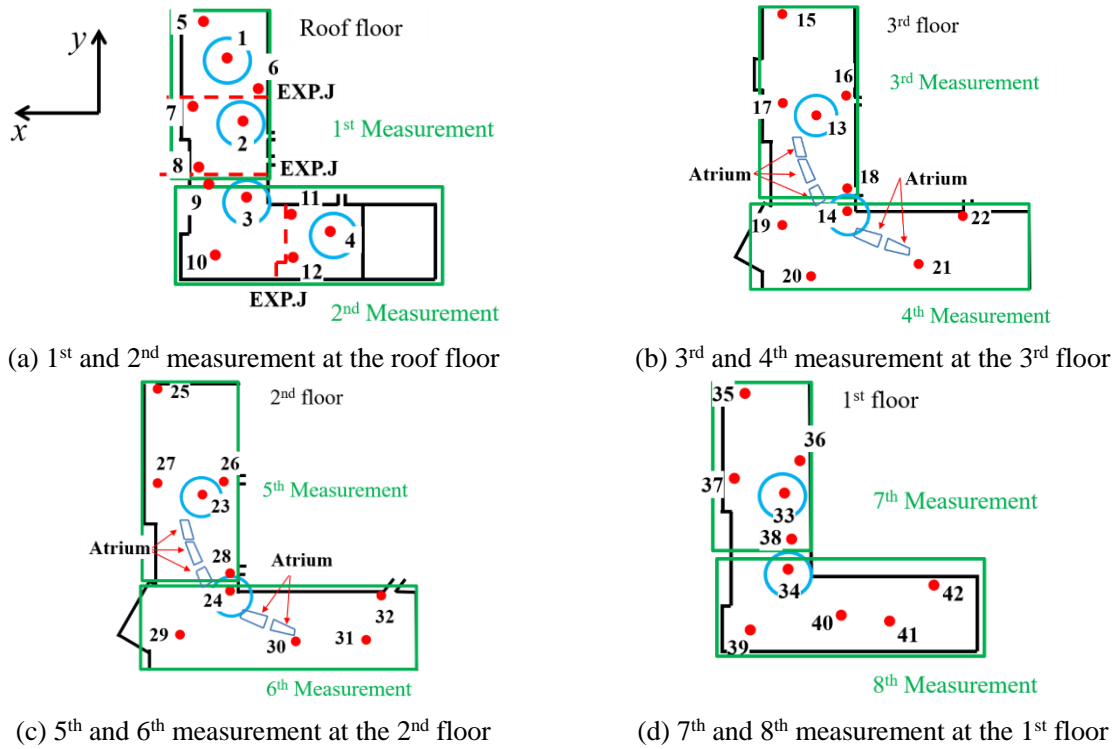 5
1
Roof floor
y
6
EXP.J
x
7
2
1st Measurement
8
EXP.J
9
3
11
4
10
12
EXP.J
2nd Measurement
(a) 1st and 2nd measurement at the roof floor
15
3rd floor
16
3rd Measurement
17
13
Atrium
18
Atrium
14
22
19
21
20
4th Measurement
(b) 3rd and 4th measurement at the 3rd floor
25
2nd floor
27
26
23
5th Measurement
Atrium
28
Atrium
24
32
29
30
31
6th Measurement
(c) 5th and 6th measurement at the 2nd floor
35
1st floor
36
37
7th Measurement
33
38
34
42
40
41
39
8th Measurement
(d) 7th and 8th measurement at the 1st floor